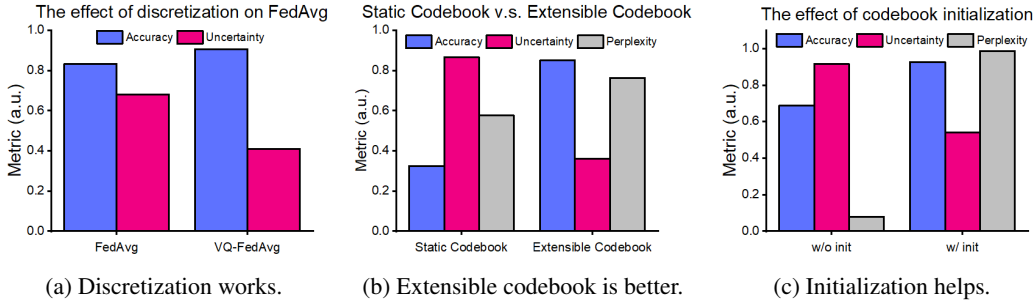 The effect of discretization on FedAvg
Accuracy Uncertainty
Metric (a.u.)
1.0
0.8
0.6
0.4
0.2
0.0
FedAvg VQ-FedAvg
(a) Discretization works.
Static Codebook v.s. Extensible Codebook
Accuracy Uncertainty Perplexity
Metric (a.u.)
1.0
0.8
0.6
0.4
0.2
0.0
Static Codebook Extensible Codebook
(b) Extensible codebook is better.
The effect of codebook initialization
Accuracy Uncertainty Perplexity
Metric (a.u.)
1.0
0.8
0.6
0.4
0.2
0.0
w/o init w/ init
(c) Initialization helps.